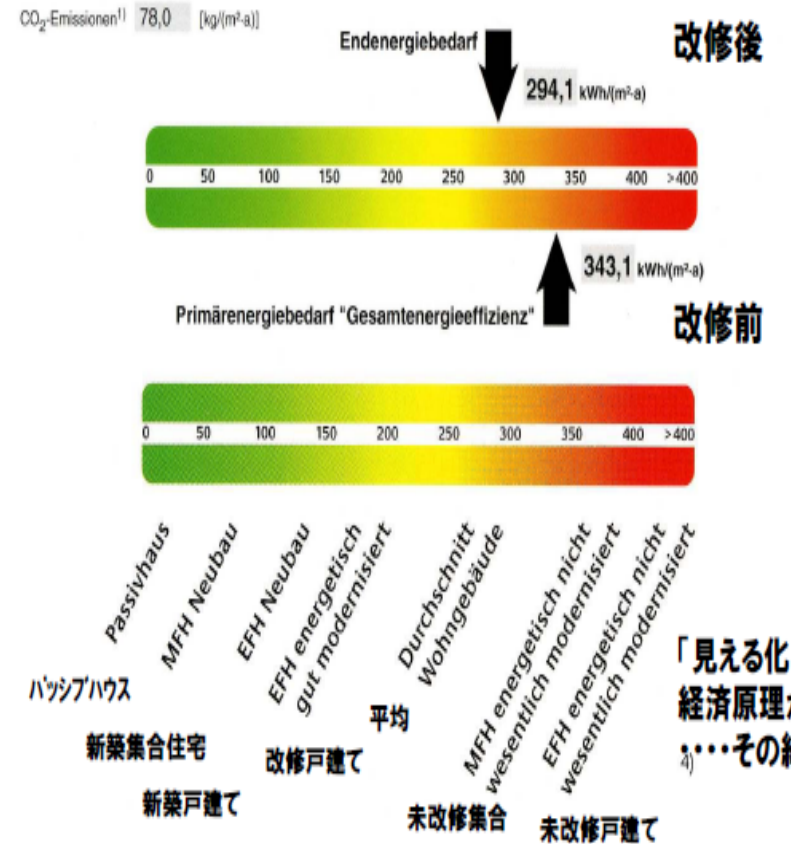 CO₂-Emissionen¹⁾ 78,0 [kg/(m²·a)]
Endenergiebedarf
改修後
294,1 kWh/(m²·a)
0 50 100 150 200 250 300 350 400 >400
343,1 kWh/(m²·a)
Primärenergiebedarf "Gesamtenergieeffizienz"
改修前
0 50 100 150 200 250 300 350 400 >400
Passivhaus
MFH Neubau
EFH Neubau
EFH energetisch
gut modernisiert
Durchschnitt
Wohngebäude
MFH energetisch nicht
wesentlich modernisiert
EFH energetisch nicht
wesentlich modernisiert
パッシブハウス
新築集合住宅
新築戸建て
改修戸建て
平均
未改修集合
未改修戸建て
「見える化
経済原理
4)
‥‥その